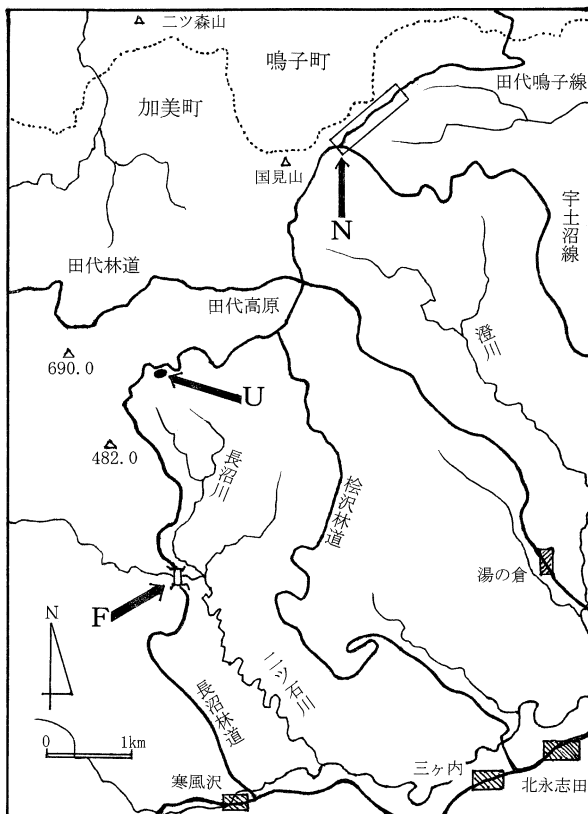 二ツ森山
鳴子町
田代鳴子線
加美町
国見山
N
宇土沼線
田代林道
田代高原
澄川
690.0
U
482.0
長沼川
桧沢林道
湯の倉
F
N
二ツ石川
長沼林道
0 1km
三ヶ内
寒風沢
北永志田